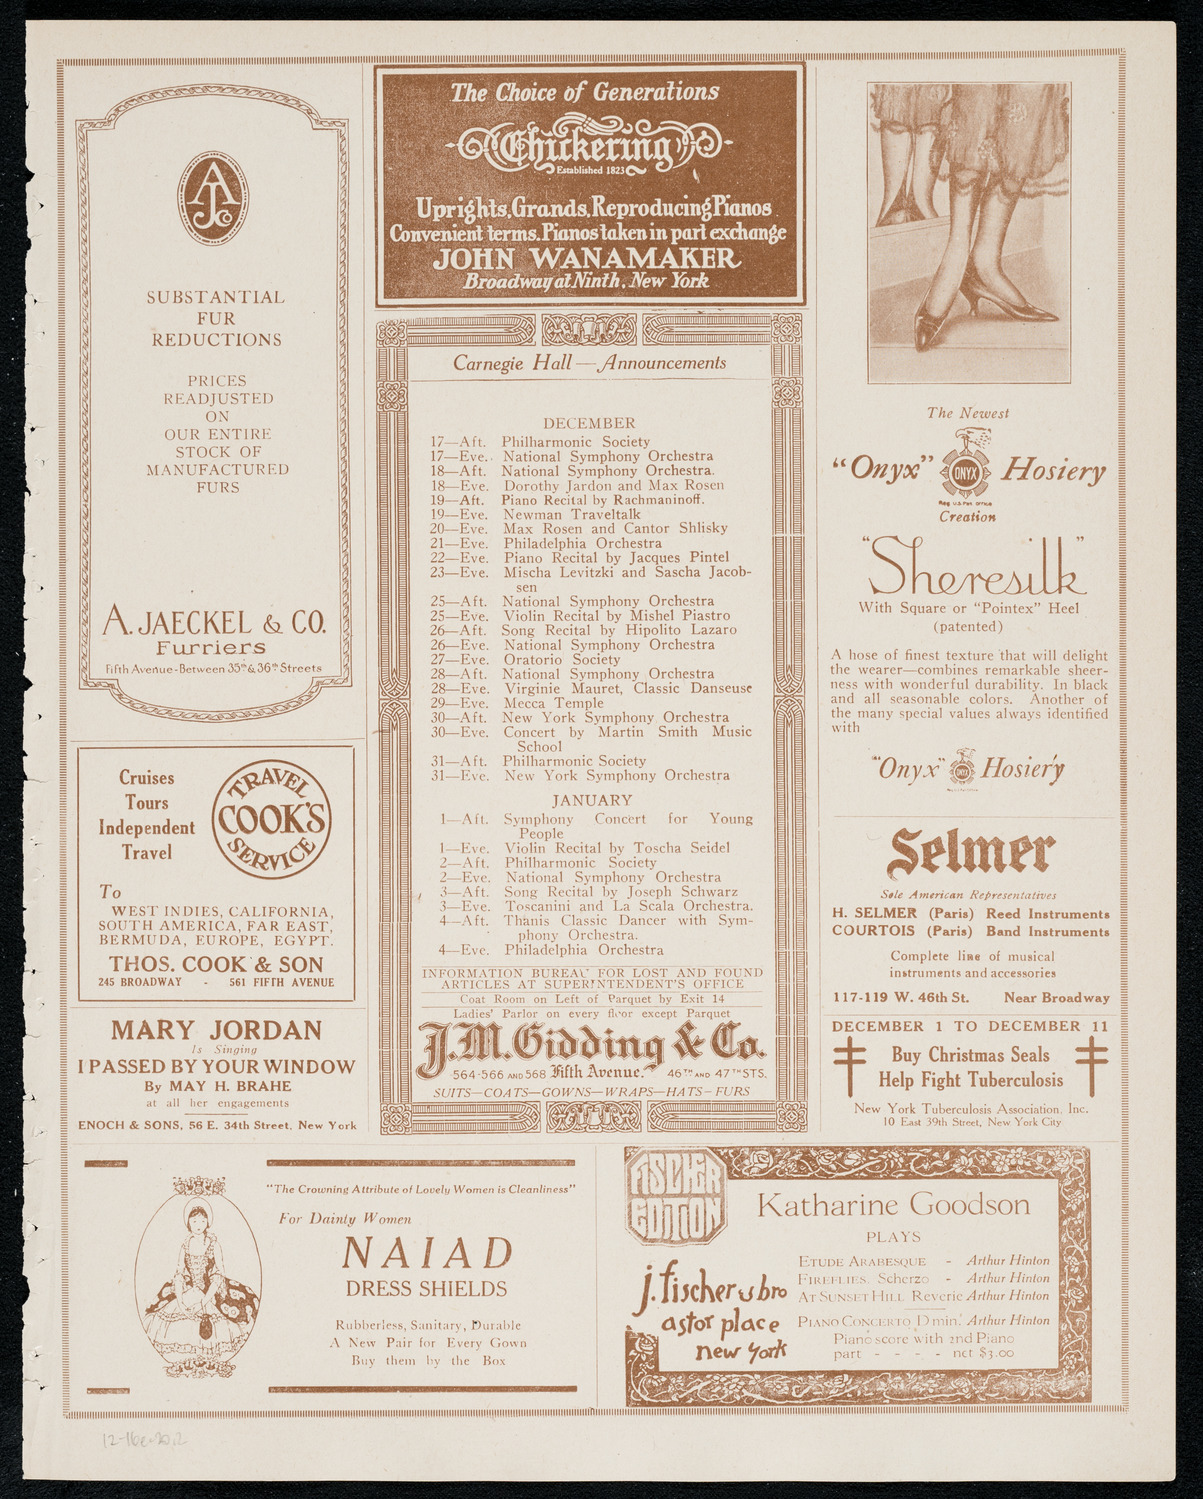 AJCo
SUBSTANTIAL
FUR
REDUCTIONS
PRICES
READJUSTED
ON
OUR ENTIRE
STOCK OF
MANUFACTURED
FURS
A. JAECKEL & CO.
Furriers
Fifth Avenue-Between 35th & 36th Streets
Cruises
Tours
Independent
Travel
TRAVEL
COOK'S
SERVICE
To
WEST INDIES, CALIFORNIA,
SOUTH AMERICA, FAR EAST,
BERMUDA, EUROPE, EGYPT.
THOS. COOK & SON
245 BROADWAY - 561 FIFTH AVENUE
MARY JORDAN
Is Singing
I PASSED BY YOUR WINDOW
By MAY H. BRAHE
at all her engagements
ENOCH & SONS, 56 E. 34th Street, New York
The Choice of Generations
Chickering
Established 1823
Uprights, Grands, Reproducing Pianos
Convenient terms. Pianos taken in part exchange
JOHN WANAMAKER
Broadway at Ninth, New York
Carnegie Hall — Announcements
DECEMBER
17—Aft. Philharmonic Society
17—Eve. National Symphony Orchestra
18—Aft. National Symphony Orchestra.
18—Eve. Dorothy Jardon and Max Rosen
19—Aft. Piano Recital by Rachmaninoff.
19—Eve. Newman Traveltalk
20—Eve. Max Rosen and Cantor Shlisky
21—Eve. Philadelphia Orchestra
22—Eve. Piano Recital by Jacques Pintel
23—Eve. Mischa Levitzki and Sascha Jacob-
sen
25—Aft. National Symphony Orchestra
25—Eve. Violin Recital by Mishel Piastro
26—Aft. Song Recital by Hipolito Lazaro
26—Eve. National Symphony Orchestra
27—Eve. Oratorio Society
28—Aft. National Symphony Orchestra
28—Eve. Virginie Mauret, Classic Danseuse
29—Eve. Mecca Temple
30—Aft. New York Symphony Orchestra
30—Eve. Concert by Martin Smith Music
School
31—Aft. Philharmonic Society
31—Eve. New York Symphony Orchestra
JANUARY
1—Aft. Symphony Concert for Young
People
1—Eve. Violin Recital by Toscha Seidel
2—Aft. Philharmonic Society
2—Eve. National Symphony Orchestra
3—Aft. Song Recital by Joseph Schwarz
3—Eve. Toscanini and La Scala Orchestra.
4—Aft. Thanis Classic Dancer with Sym-
phony Orchestra.
4—Eve. Philadelphia Orchestra
INFORMATION BUREAU FOR LOST AND FOUND
ARTICLES AT SUPERINTENDENT'S OFFICE
Coat Room on Left of Parquet by Exit 14
Ladies' Parlor on every floor except Parquet
J.M. Gidding & Co.
564-566 AND 568 Fifth Avenue. 46TH AND 47TH STS.
SUITS—COATS—GOWNS—WRAPS—HATS—FURS
The Newest
"Onyx" ONYX Hosiery
Reg U.S. Pat. Office
Creation
"Sheresilk"
With Square or "Pointex" Heel
(patented)
A hose of finest texture that will delight
the wearer—combines remarkable sheer-
ness with wonderful durability. In black
and all seasonable colors. Another of
the many special values always identified
with
"Onyx" ONYX Hosiery
Selmer
Sole American Representatives
H. SELMER (Paris) Reed Instruments
COURTOIS (Paris) Band Instruments
Complete line of musical
instruments and accessories
117-119 W. 46th St. Near Broadway
DECEMBER 1 TO DECEMBER 11
Buy Christmas Seals
Help Fight Tuberculosis
New York Tuberculosis Association, Inc.
10 East 39th Street, New York City
"The Crowning Attribute of Lovely Women is Cleanliness"
For Dainty Women
NAIAD
DRESS SHIELDS
Rubberless, Sanitary, Durable
A New Pair for Every Gown
Buy them by the Box
FISCHER
EDITION
j. fischer & bro
astor place
new york
Katharine Goodson
PLAYS
ETUDE ARABESQUE - Arthur Hinton
FIREFLIES. Scherzo - Arthur Hinton
AT SUNSET HILL Reverie Arthur Hinton
PIANO CONCERTO D min. Arthur Hinton
Piano score with 2nd Piano
part - - - - net $3.00